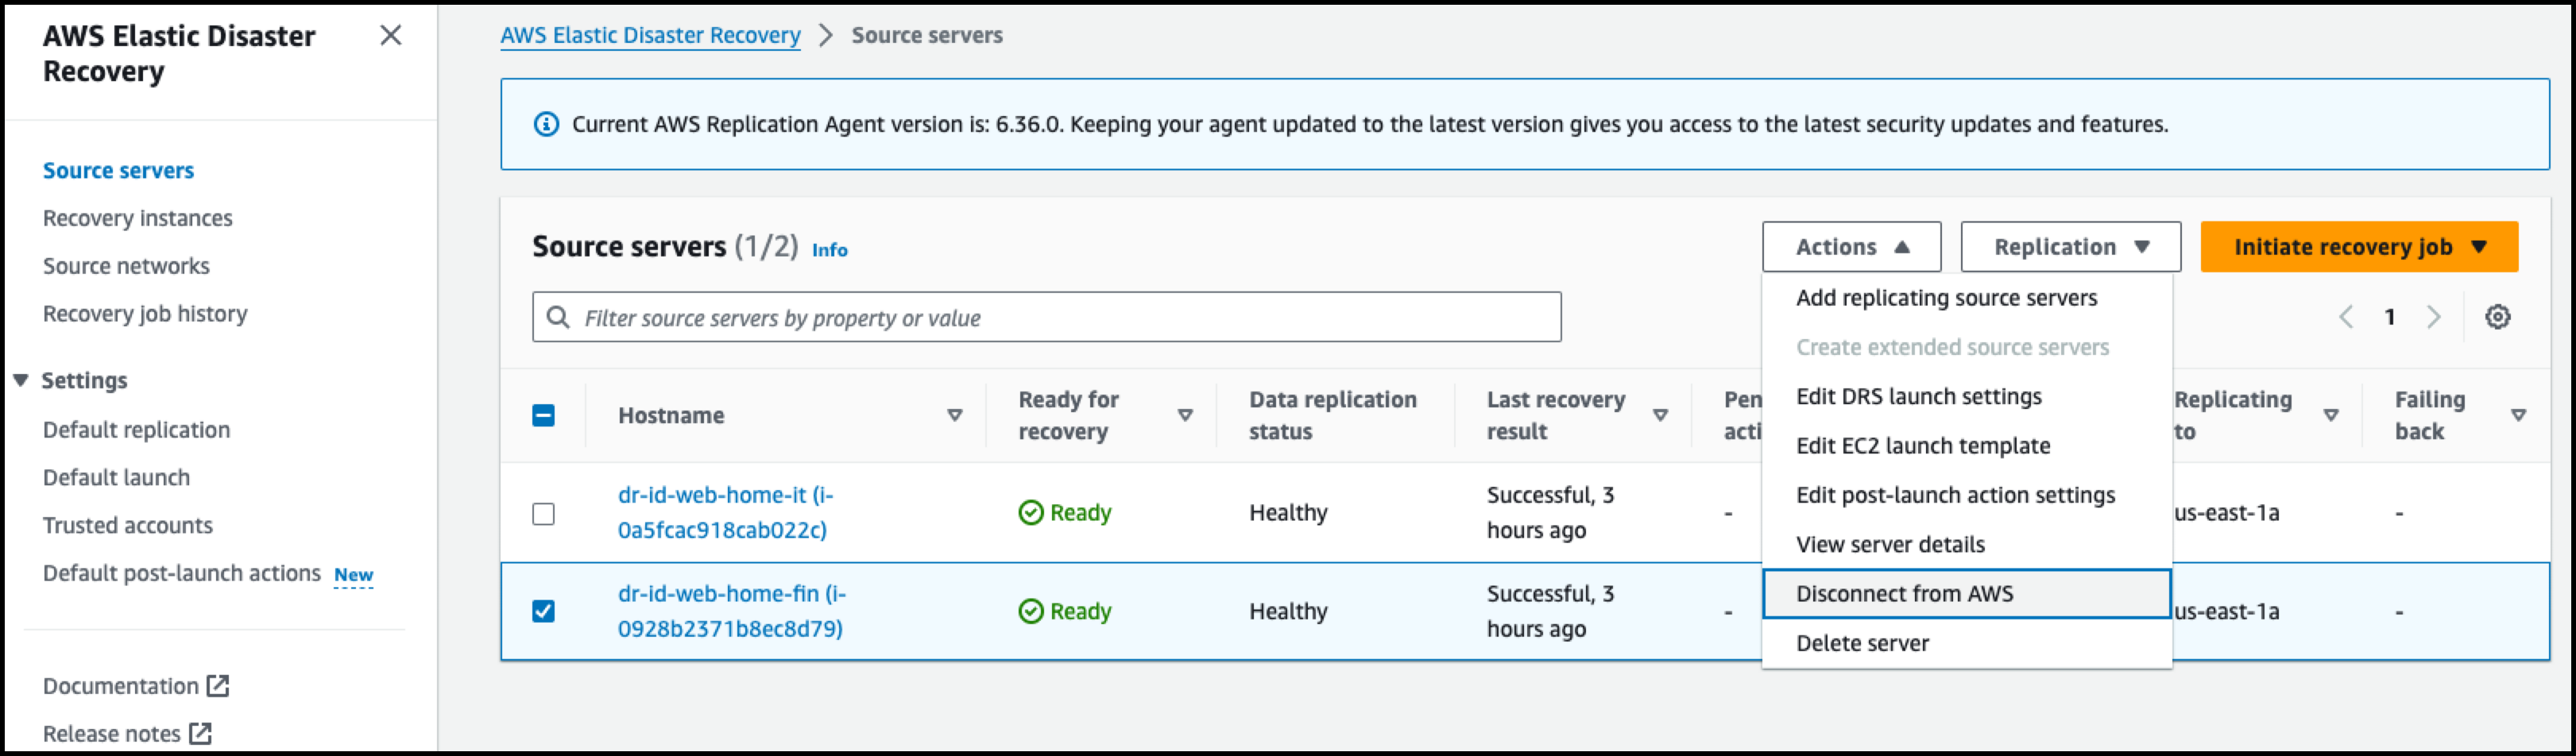 AWS Elastic Disaster
Recovery
Source servers
Recovery instances
Source networks
Recovery job history
Settings
Default replication
Default launch
Trusted accounts
Default post-launch actions New
Documentation
Release notes
AWS Elastic Disaster Recovery > Source servers
Current AWS Replication Agent version is: 6.36.0. Keeping your agent updated to the latest version gives you access to the latest security updates and features.
Source servers (1/2) Info
Actions
Replication
Initiate recovery job
Filter source servers by property or value
1
Add replicating source servers
Create extended source servers
Edit DRS launch settings
Edit EC2 launch template
Edit post-launch action settings
View server details
Disconnect from AWS
Delete server
Hostname
Ready for
recovery
Data replication
status
Last recovery
result
Pen
acti
Replicating
to
Failing
back
dr-id-web-home-it (i-
0a5fcac918cab022c)
Ready
Healthy
Successful, 3
hours ago
-
us-east-1a
-
dr-id-web-home-fin (i-
0928b2371b8ec8d79)
Ready
Healthy
Successful, 3
hours ago
-
us-east-1a
-